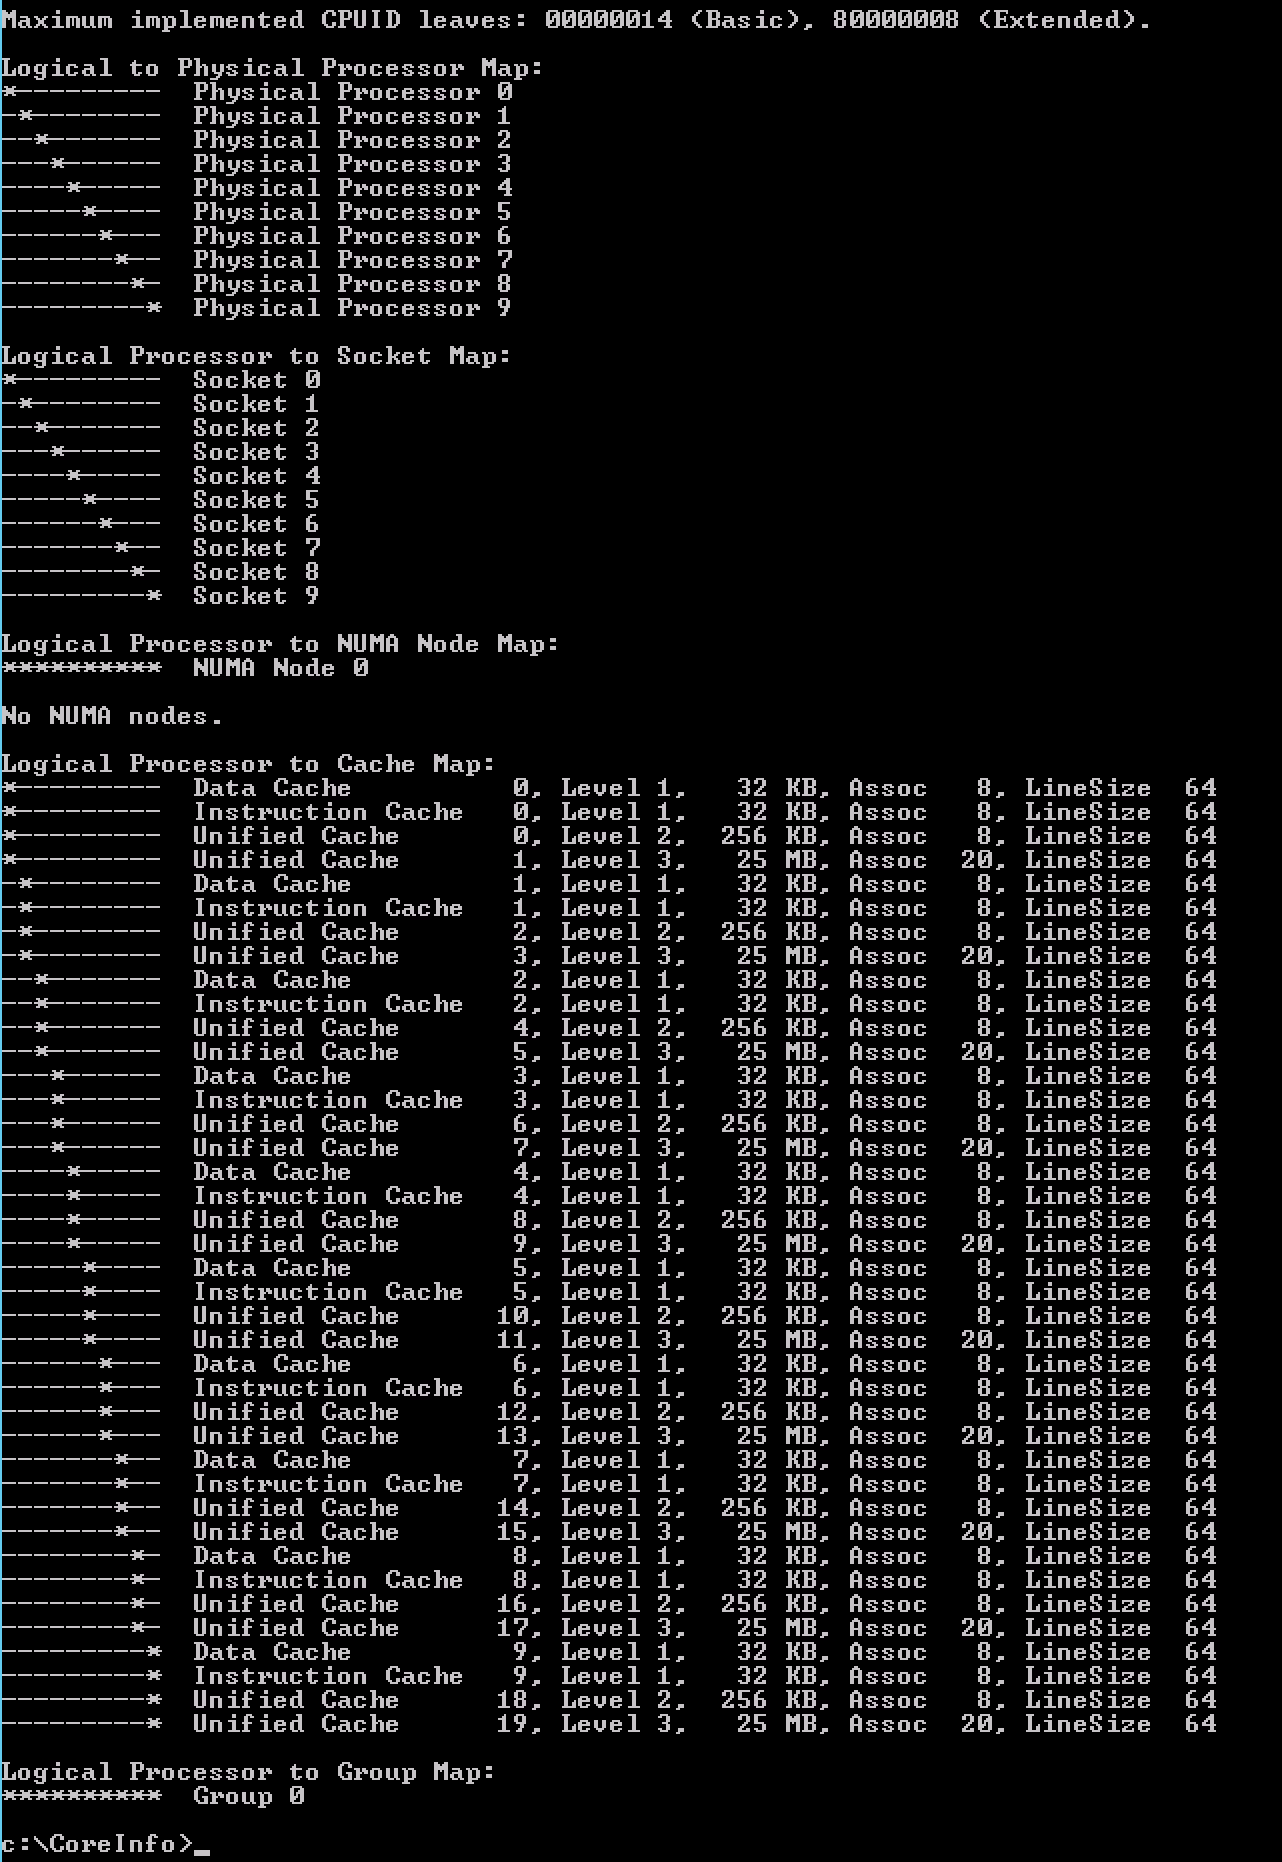 Maximum implemented CPUID leaves: 00000014 (Basic), 80000008 (Extended).
Logical to Physical Processor Map:
*---------  Physical Processor 0
-*--------  Physical Processor 1
--*-------  Physical Processor 2
---*------  Physical Processor 3
----*-----  Physical Processor 4
-----*----  Physical Processor 5
------*---  Physical Processor 6
-------*--  Physical Processor 7
--------*-  Physical Processor 8
---------*  Physical Processor 9
Logical Processor to Socket Map:
*---------  Socket 0
-*--------  Socket 1
--*-------  Socket 2
---*------  Socket 3
----*-----  Socket 4
-----*----  Socket 5
------*---  Socket 6
-------*--  Socket 7
--------*-  Socket 8
---------*  Socket 9
Logical Processor to NUMA Node Map:
**********  NUMA Node 0
No NUMA nodes.
Logical Processor to Cache Map:
*---------  Data Cache          0, Level 1,   32 KB, Assoc   8, LineSize  64
*---------  Instruction Cache   0, Level 1,   32 KB, Assoc   8, LineSize  64
*---------  Unified Cache       0, Level 2,  256 KB, Assoc   8, LineSize  64
*---------  Unified Cache       1, Level 3,   25 MB, Assoc  20, LineSize  64
-*--------  Data Cache          1, Level 1,   32 KB, Assoc   8, LineSize  64
-*--------  Instruction Cache   1, Level 1,   32 KB, Assoc   8, LineSize  64
-*--------  Unified Cache       2, Level 2,  256 KB, Assoc   8, LineSize  64
-*--------  Unified Cache       3, Level 3,   25 MB, Assoc  20, LineSize  64
--*-------  Data Cache          2, Level 1,   32 KB, Assoc   8, LineSize  64
--*-------  Instruction Cache   2, Level 1,   32 KB, Assoc   8, LineSize  64
--*-------  Unified Cache       4, Level 2,  256 KB, Assoc   8, LineSize  64
--*-------  Unified Cache       5, Level 3,   25 MB, Assoc  20, LineSize  64
---*------  Data Cache          3, Level 1,   32 KB, Assoc   8, LineSize  64
---*------  Instruction Cache   3, Level 1,   32 KB, Assoc   8, LineSize  64
---*------  Unified Cache       6, Level 2,  256 KB, Assoc   8, LineSize  64
---*------  Unified Cache       7, Level 3,   25 MB, Assoc  20, LineSize  64
----*-----  Data Cache          4, Level 1,   32 KB, Assoc   8, LineSize  64
----*-----  Instruction Cache   4, Level 1,   32 KB, Assoc   8, LineSize  64
----*-----  Unified Cache       8, Level 2,  256 KB, Assoc   8, LineSize  64
----*-----  Unified Cache       9, Level 3,   25 MB, Assoc  20, LineSize  64
-----*----  Data Cache          5, Level 1,   32 KB, Assoc   8, LineSize  64
-----*----  Instruction Cache   5, Level 1,   32 KB, Assoc   8, LineSize  64
-----*----  Unified Cache      10, Level 2,  256 KB, Assoc   8, LineSize  64
-----*----  Unified Cache      11, Level 3,   25 MB, Assoc  20, LineSize  64
------*---  Data Cache          6, Level 1,   32 KB, Assoc   8, LineSize  64
------*---  Instruction Cache   6, Level 1,   32 KB, Assoc   8, LineSize  64
------*---  Unified Cache      12, Level 2,  256 KB, Assoc   8, LineSize  64
------*---  Unified Cache      13, Level 3,   25 MB, Assoc  20, LineSize  64
-------*--  Data Cache          7, Level 1,   32 KB, Assoc   8, LineSize  64
-------*--  Instruction Cache   7, Level 1,   32 KB, Assoc   8, LineSize  64
-------*--  Unified Cache      14, Level 2,  256 KB, Assoc   8, LineSize  64
-------*--  Unified Cache      15, Level 3,   25 MB, Assoc  20, LineSize  64
--------*-  Data Cache          8, Level 1,   32 KB, Assoc   8, LineSize  64
--------*-  Instruction Cache   8, Level 1,   32 KB, Assoc   8, LineSize  64
--------*-  Unified Cache      16, Level 2,  256 KB, Assoc   8, LineSize  64
--------*-  Unified Cache      17, Level 3,   25 MB, Assoc  20, LineSize  64
---------*  Data Cache          9, Level 1,   32 KB, Assoc   8, LineSize  64
---------*  Instruction Cache   9, Level 1,   32 KB, Assoc   8, LineSize  64
---------*  Unified Cache      18, Level 2,  256 KB, Assoc   8, LineSize  64
---------*  Unified Cache      19, Level 3,   25 MB, Assoc  20, LineSize  64
Logical Processor to Group Map:
**********  Group 0
c:\CoreInfo>_